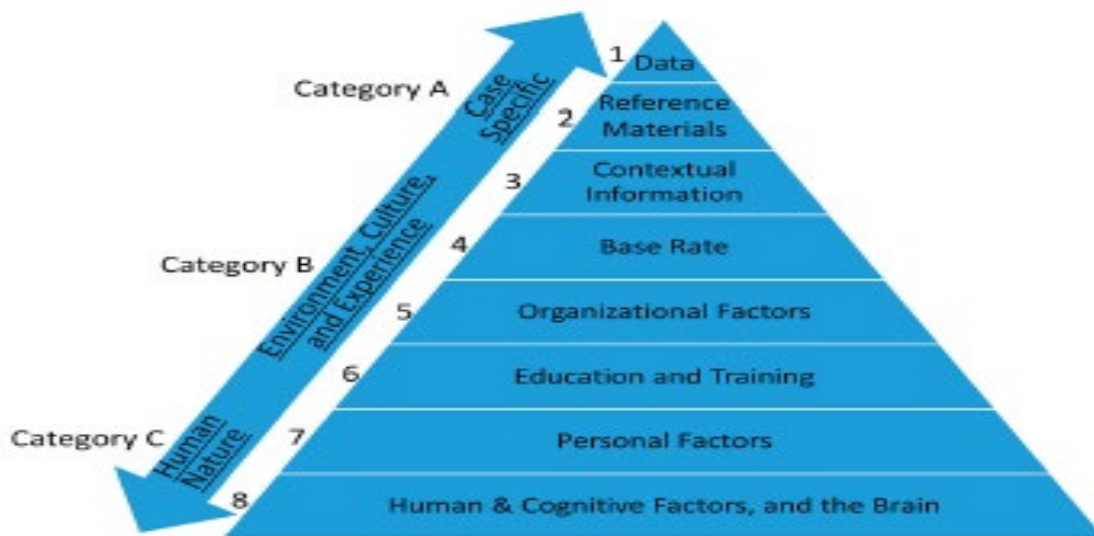 Category A
Case
Specific
Category B
Environment, Culture,
and Experience
Category C
Human
Nature
1
Data
2
Reference
Materials
3
Contextual
Information
4
Base Rate
5
Organizational Factors
6
Education and Training
7
Personal Factors
8
Human & Cognitive Factors, and the Brain